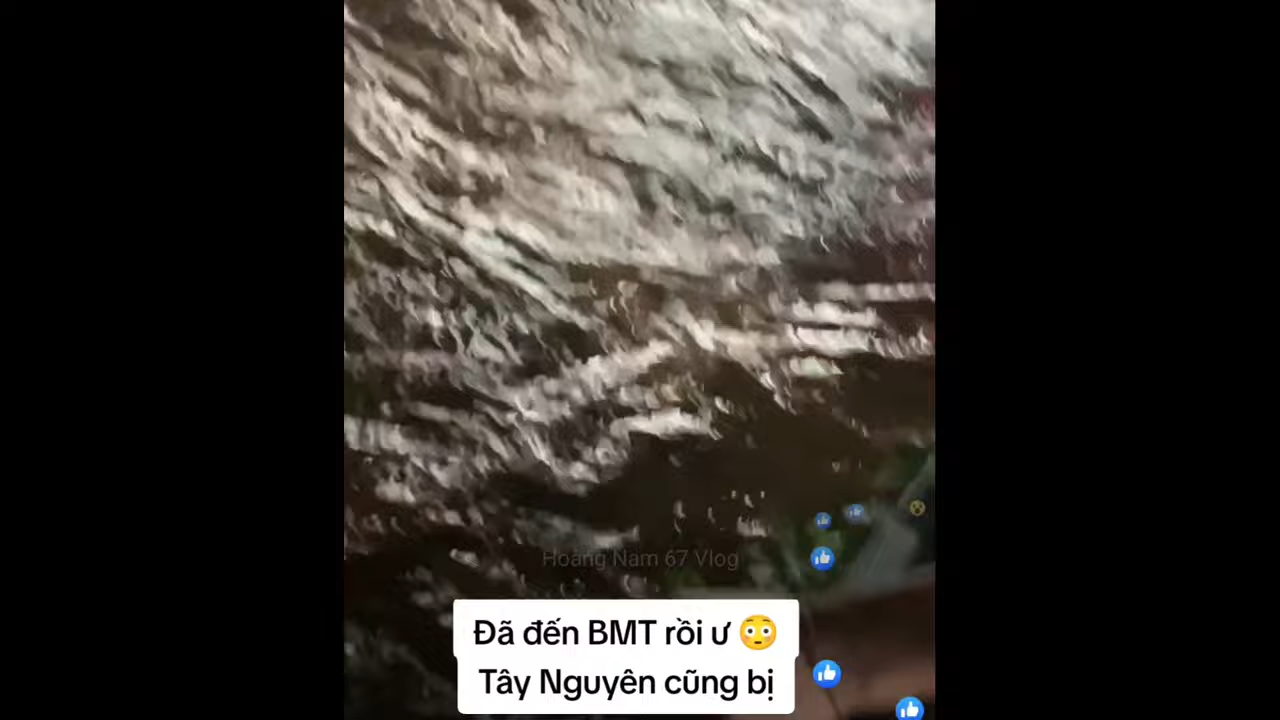 Hoàng Nam 67 Vlog
Đã đến BMT rồi ư 😳
Tây Nguyên cũng bị